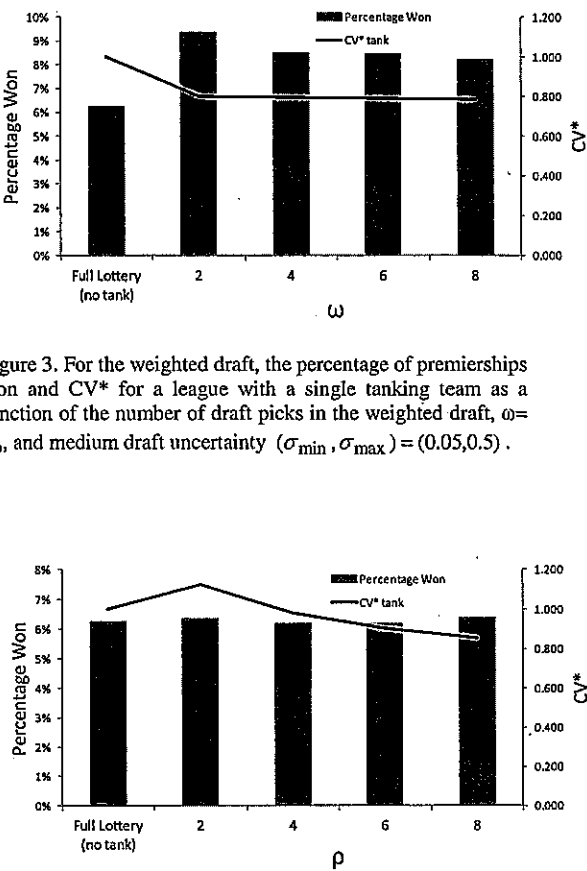 10%
9%
8%
7%
6%
5%
4%
3%
2%
1%
0%
Percentage Won
Percentage Won
CV* tank
1.200
1.000
0.800
0.600
0.400
0.200
0.000
CV*
Full Lottery
(no tank)
2 4 6 8
ω
gure 3. For the weighted draft, the percentage of premierships
on and CV* for a league with a single tanking team as a
nction of the number of draft picks in the weighted draft, ω=
, and medium draft uncertainty (σmin, σmax) = (0.05,0.5).
8%
7%
6%
5%
4%
3%
2%
1%
0%
Percentage Won
Percentage Won
CV* tank
1.200
1.000
0.800
0.600
0.400
0.200
0.000
CV*
Full Lottery
(no tank)
2 4 6 8
ρ